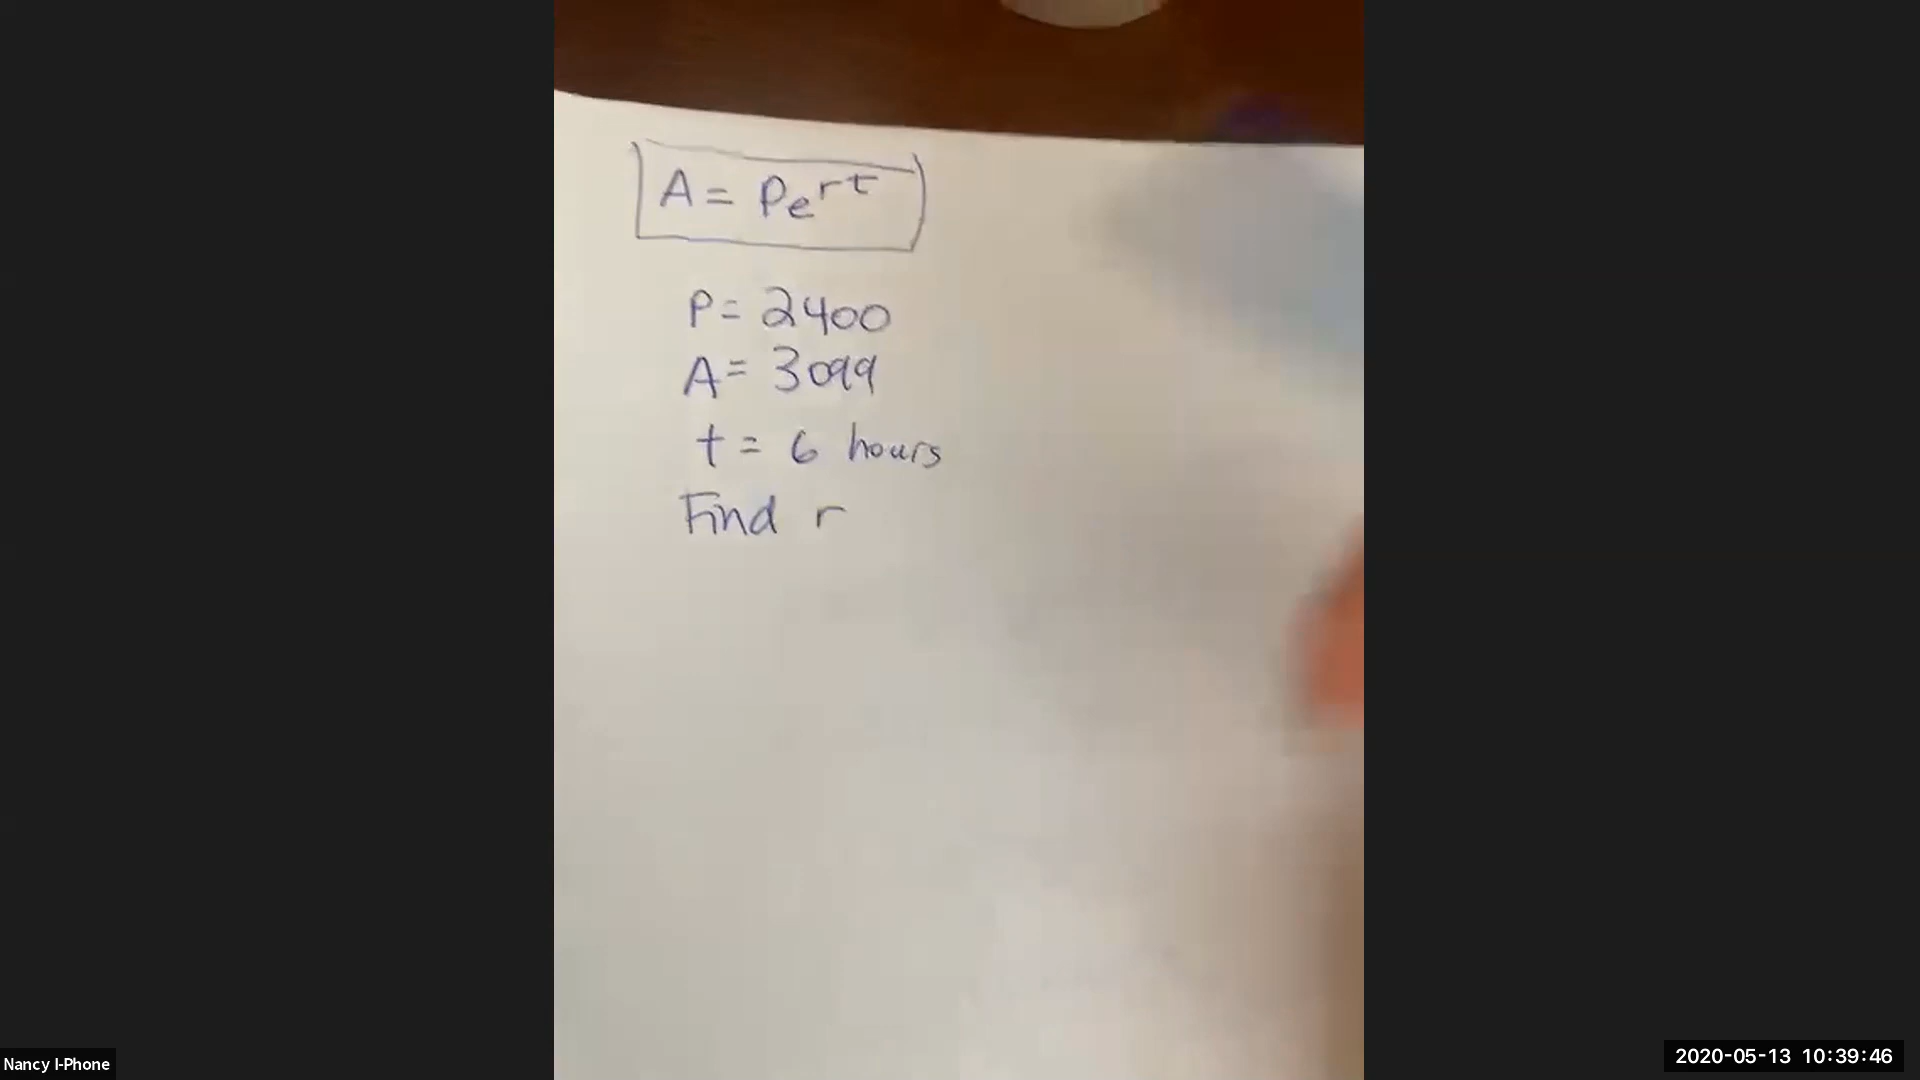 A = Pe^rt
P = 2400
A = 3099
t = 6 hours
Find r
Nancy I-Phone
2020-05-13 10:39:46